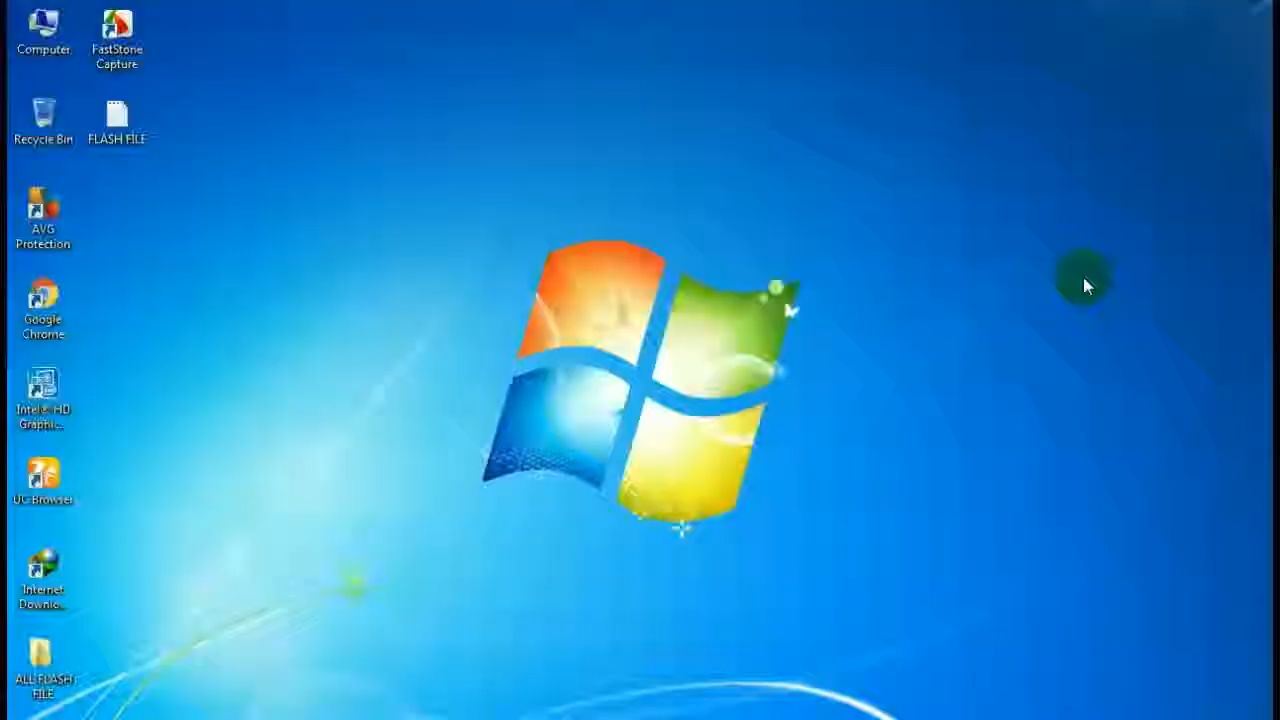 Computer
FastStone
Capture
Recycle Bin
FLASH FILE
AVG
Protection
Google
Chrome
Intel® HD
Graphic...
UC Browser
Internet
Downlo...
ALL FLASH
FILE